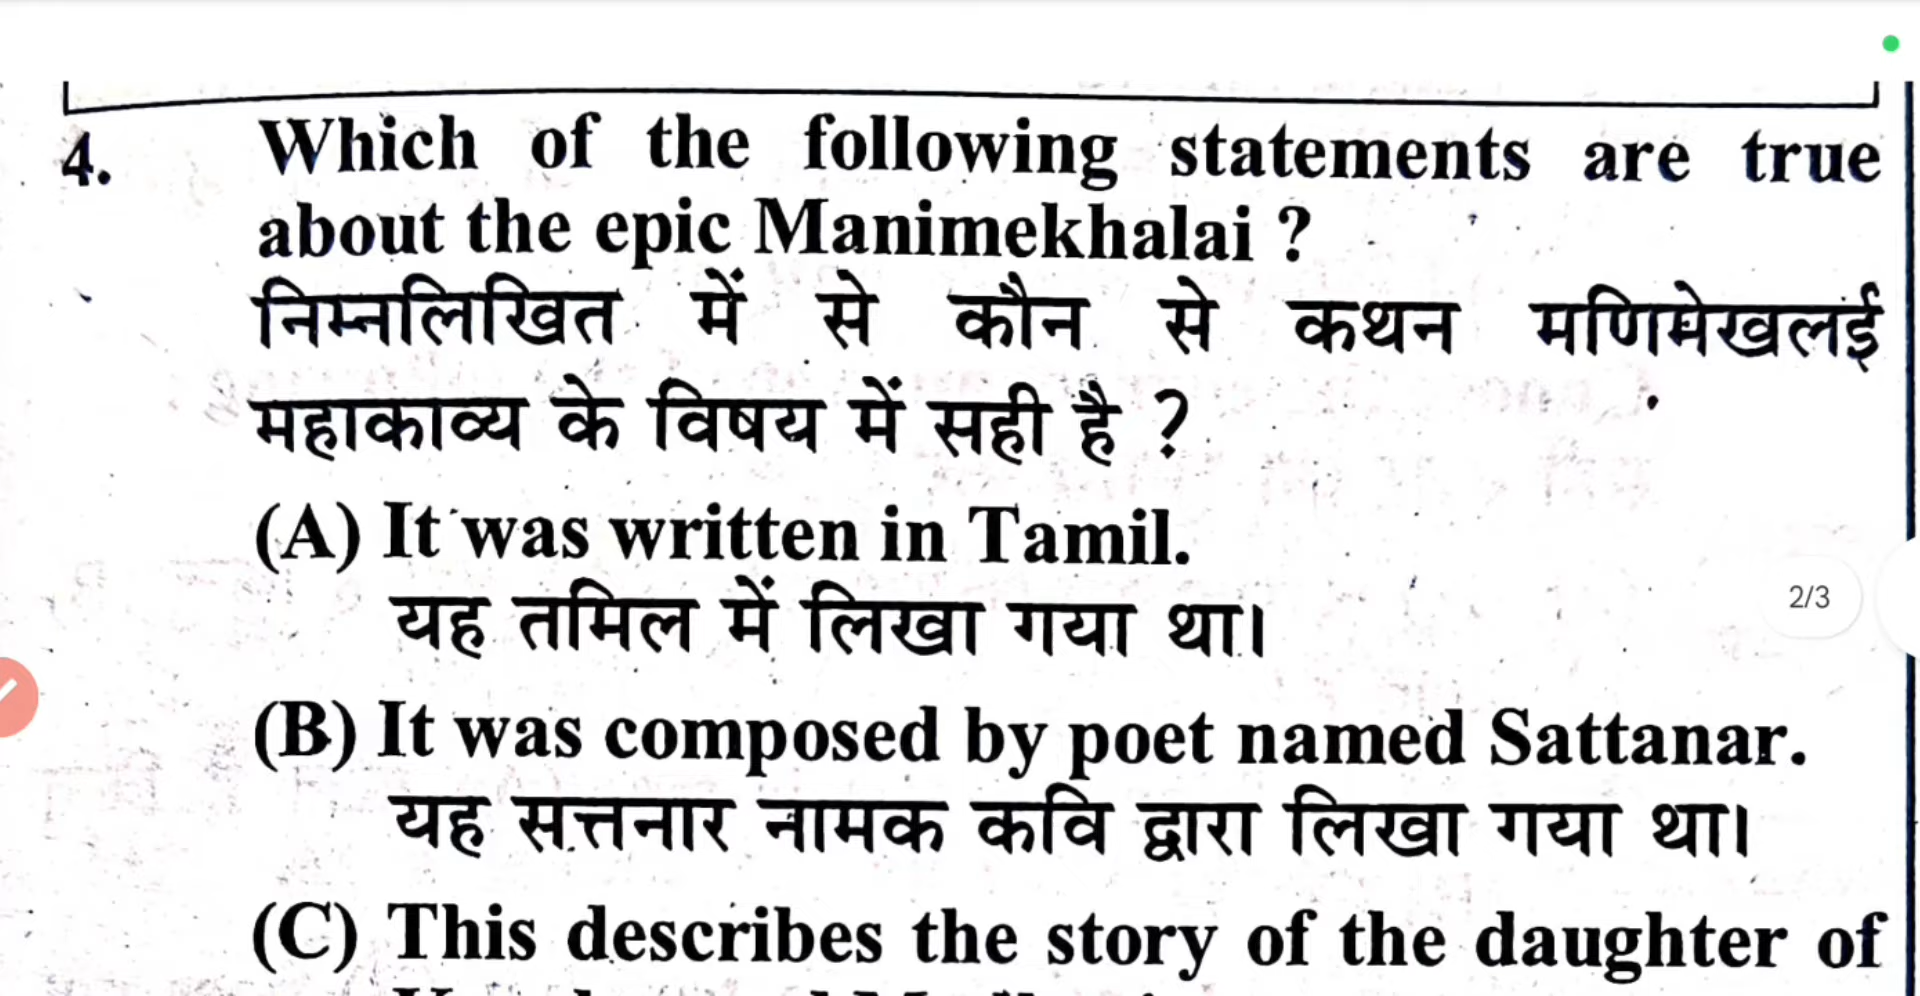 4. Which of the following statements are true
about the epic Manimekhalai ?
निम्नलिखित में से कौन से कथन मणिमेखलई
महाकाव्य के विषय में सही है ?
(A) It was written in Tamil.
यह तमिल में लिखा गया था।
2/3
(B) It was composed by poet named Sattanar.
यह सत्तनार नामक कवि द्वारा लिखा गया था।
(C) This describes the story of the daughter of